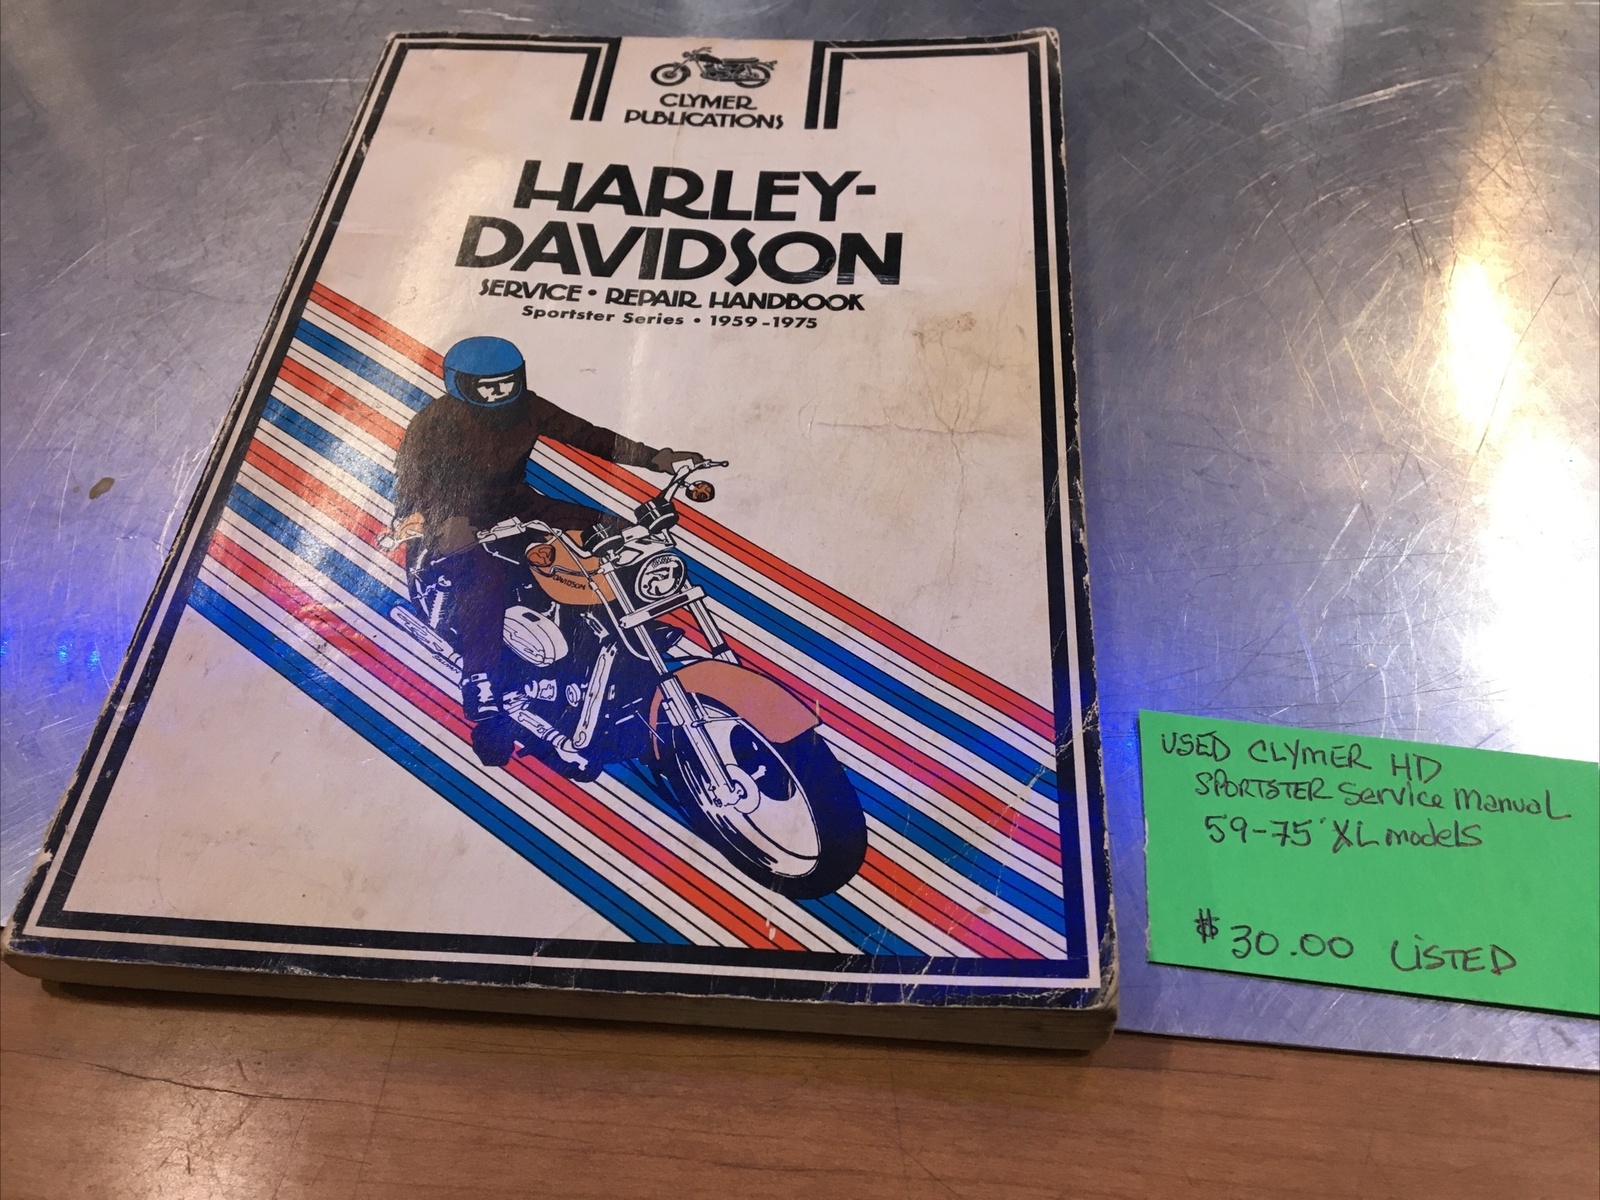 CLYMER
PUBLICATIONS
HARLEY-
DAVIDSON
SERVICE • REPAIR HANDBOOK
Sportster Series • 1959-1975
DAVIDSON
USED CLYMER HD
SPORTSTER Service Manual
59-75' XL models
$30.00 LISTED